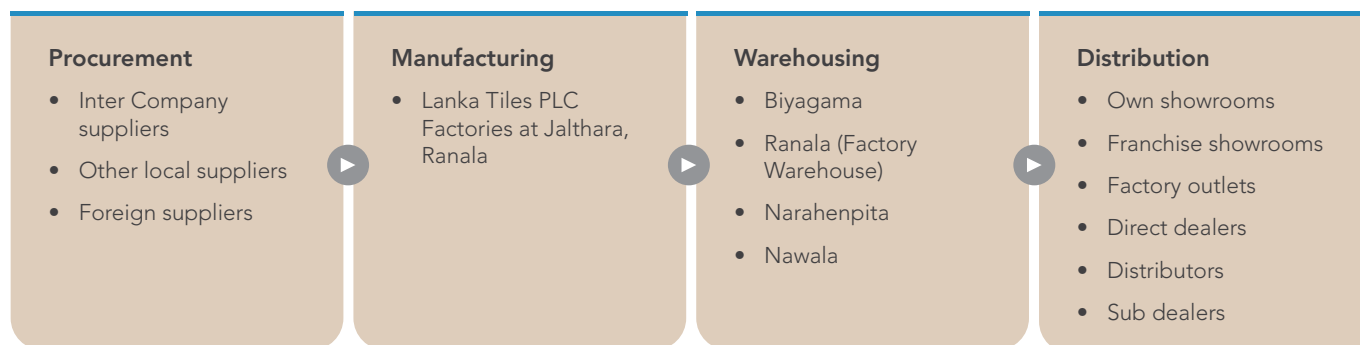 Procurement
• Inter Company
suppliers
• Other local suppliers
• Foreign suppliers
Manufacturing
• Lanka Tiles PLC
Factories at Jalthara,
Ranala
Warehousing
• Biyagama
• Ranala (Factory
Warehouse)
• Narahenpita
• Nawala
Distribution
• Own showrooms
• Franchise showrooms
• Factory outlets
• Direct dealers
• Distributors
• Sub dealers